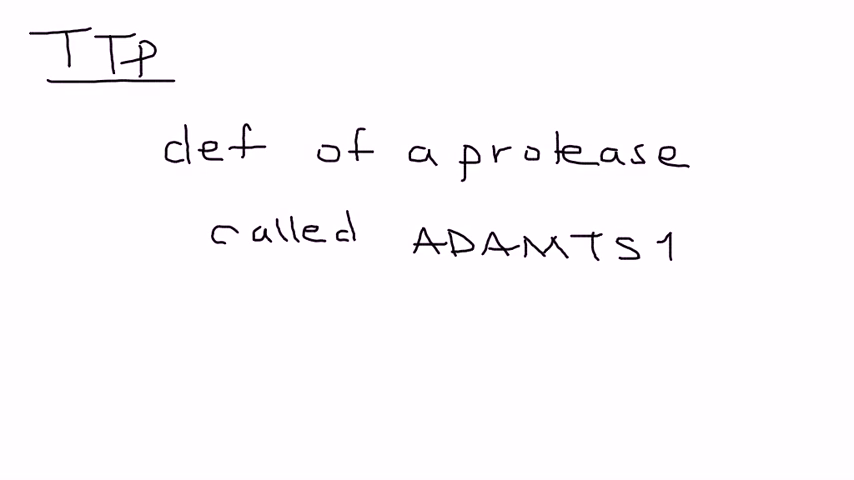 TTP
def of a protease
called ADAMTS1